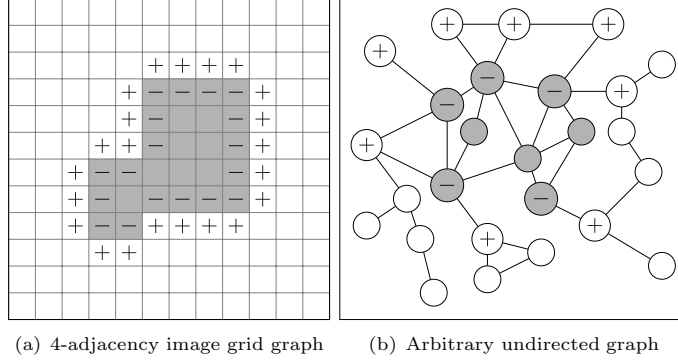 + + + +
+ − − − − +
+ − − +
+ + − − +
+ − − − +
+ − − − − − − +
+ − − + + + +
+ +
+ + +
+
−
− +
−
+
−
−
+
+
(a) 4-adjacency image grid graph
(b) Arbitrary undirected graph